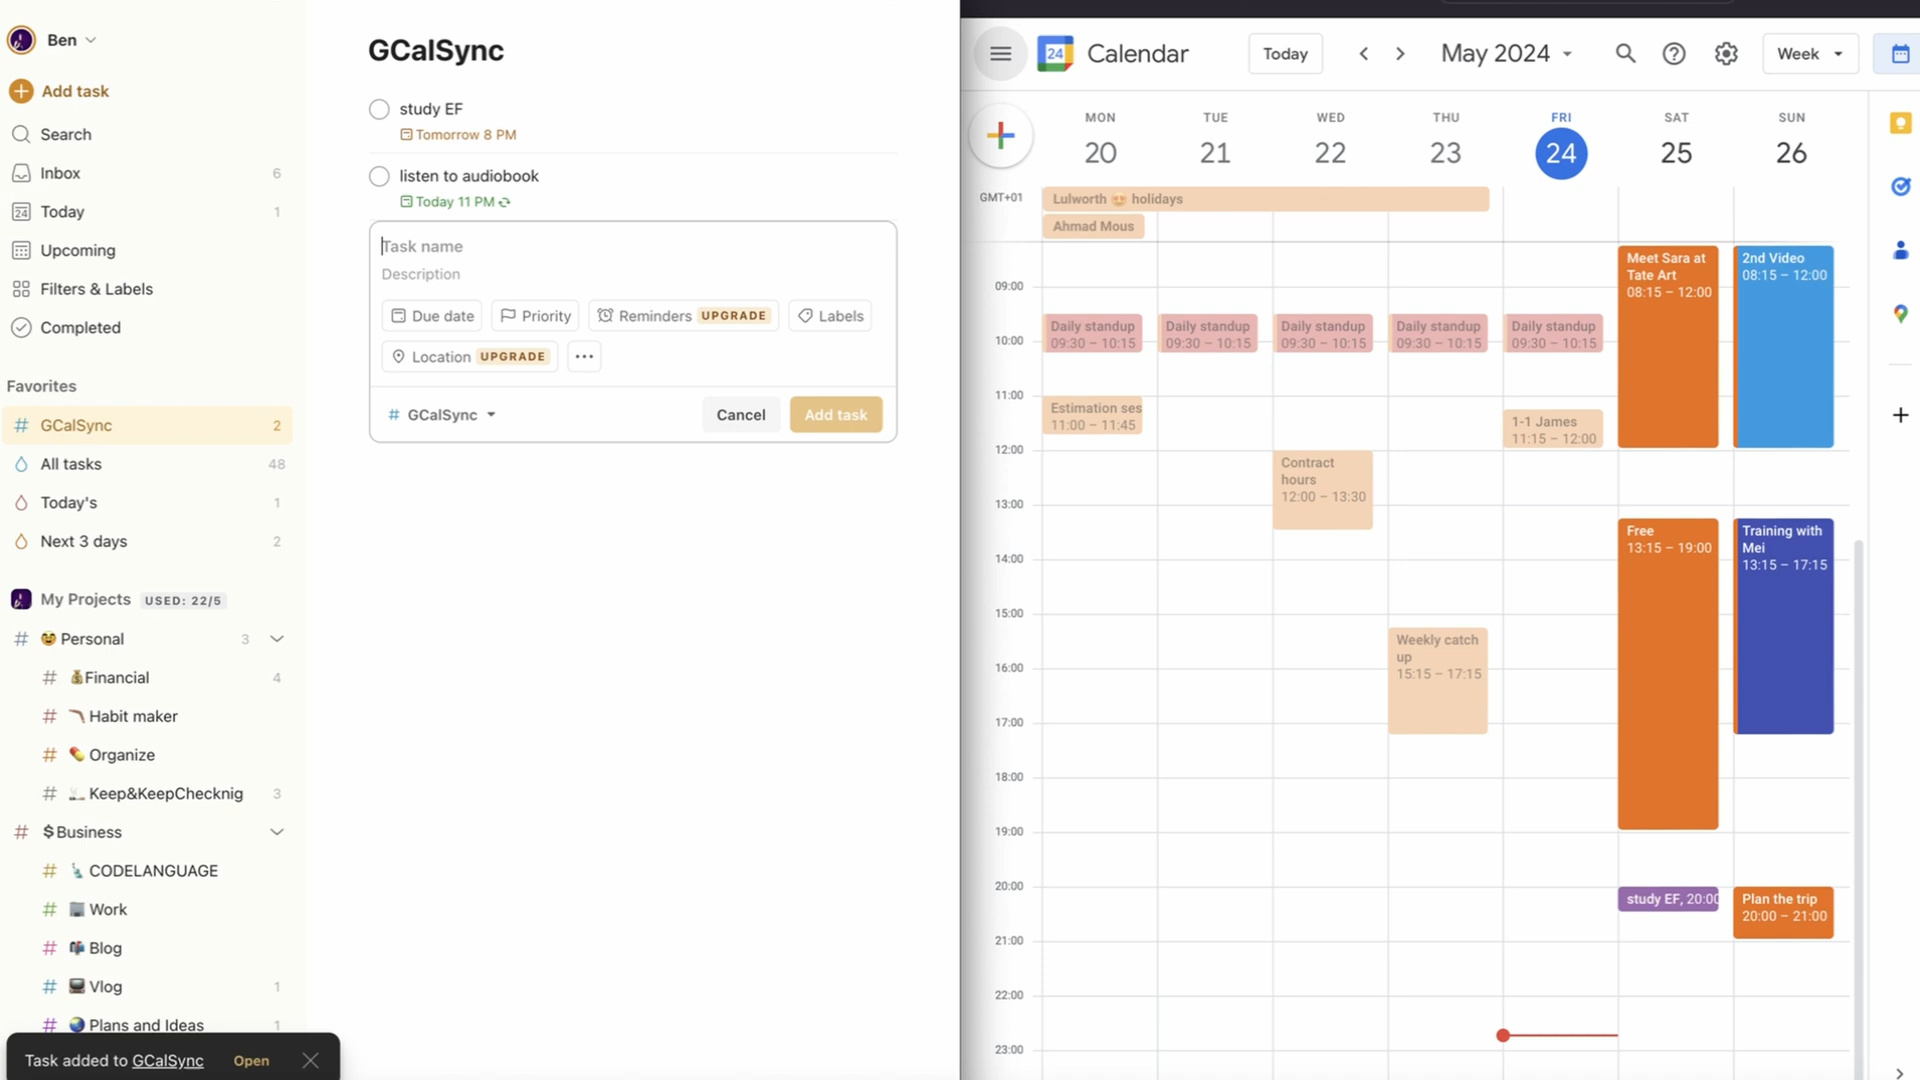 Ben
Add task
Search
Inbox 6
24 Today 1
Upcoming
Filters & Labels
Completed
Favorites
# GCalSync 2
All tasks 48
Today's 1
Next 3 days 2
My Projects USED: 22/5
# Personal 3
# Financial 4
# Habit maker
# Organize
# Keep&KeepChecknig 3
# $ Business
# CODELANGUAGE
# Work
# Blog
# Vlog 1
# Plans and Ideas 1
Task added to GCalSync Open
GCalSync
study EF
Tomorrow 8 PM
listen to audiobook
Today 11 PM
Task name
Description
Due date Priority Reminders UPGRADE Labels
Location UPGRADE ...
# GCalSync Cancel Add task
24 Calendar Today May 2024 Week
MON TUE WED THU FRI SAT SUN
20 21 22 23 24 25 26
GMT+01
Lulworth holidays
Ahmad Mous
09:00
10:00
11:00
12:00
13:00
14:00
15:00
16:00
17:00
18:00
19:00
20:00
21:00
22:00
23:00
Daily standup
09:30 – 10:15
Estimation ses
11:00 – 11:45
Daily standup
09:30 – 10:15
Daily standup
09:30 – 10:15
Contract
hours
12:00 – 13:30
Daily standup
09:30 – 10:15
Weekly catch
up
15:15 – 17:15
Daily standup
09:30 – 10:15
1-1 James
11:15 – 12:00
Meet Sara at
Tate Art
08:15 – 12:00
Free
13:15 – 19:00
study EF, 20:00
2nd Video
08:15 – 12:00
Training with
Mei
13:15 – 17:15
Plan the trip
20:00 – 21:00